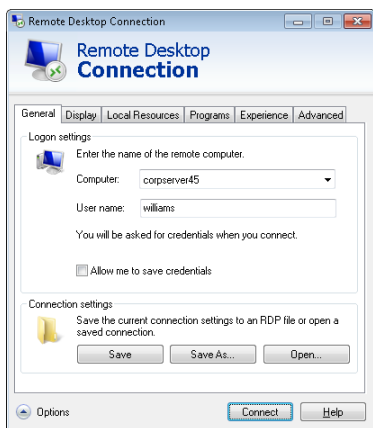 Remote Desktop Connection
Remote Desktop
Connection
General Display Local Resources Programs Experience Advanced
Logon settings
Enter the name of the remote computer.
Computer: corpserver45
User name: williams
You will be asked for credentials when you connect.
Allow me to save credentials
Connection settings
Save the current connection settings to an RDP file or open a
saved connection.
Save Save As... Open...
Options Connect Help